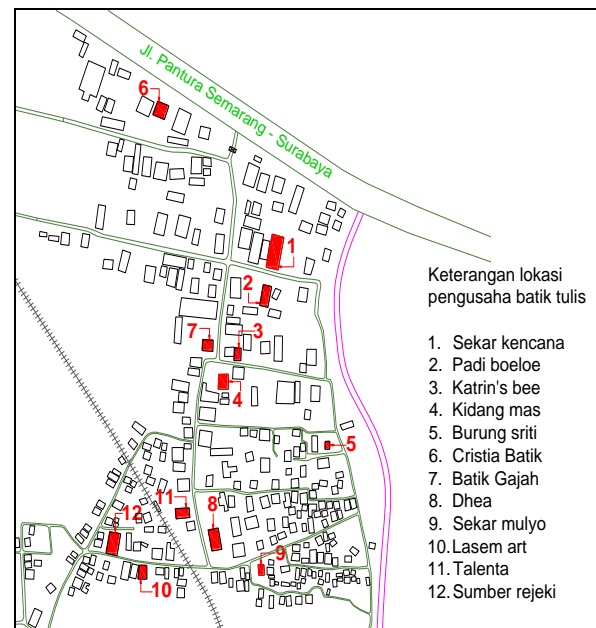 Jl. Pantura Semarang - Surabaya
6
1
2
7
3
4
5
11
8
12
9
10
Keterangan lokasi
pengusaha batik tulis
1. Sekar kencana
2. Padi boeloe
3. Katrin's bee
4. Kidang mas
5. Burung sriti
6. Cristia Batik
7. Batik Gajah
8. Dhea
9. Sekar mulyo
10. Lasem art
11. Talenta
12. Sumber rejeki